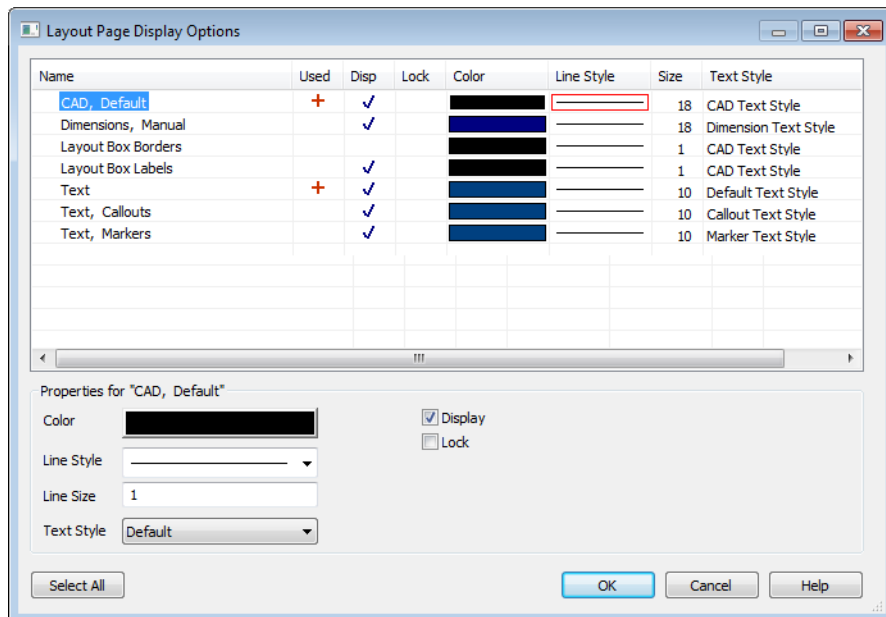 Layout Page Display Options
Name Used Disp Lock Color Line Style Size Text Style
CAD, Default 18 CAD Text Style
Dimensions, Manual 18 Dimension Text Style
Layout Box Borders 1 CAD Text Style
Layout Box Labels 1 CAD Text Style
Text 10 Default Text Style
Text, Callouts 10 Callout Text Style
Text, Markers 10 Marker Text Style
Properties for "CAD, Default"
Color Display
Lock
Line Style
Line Size 1
Text Style Default
Select All OK Cancel Help